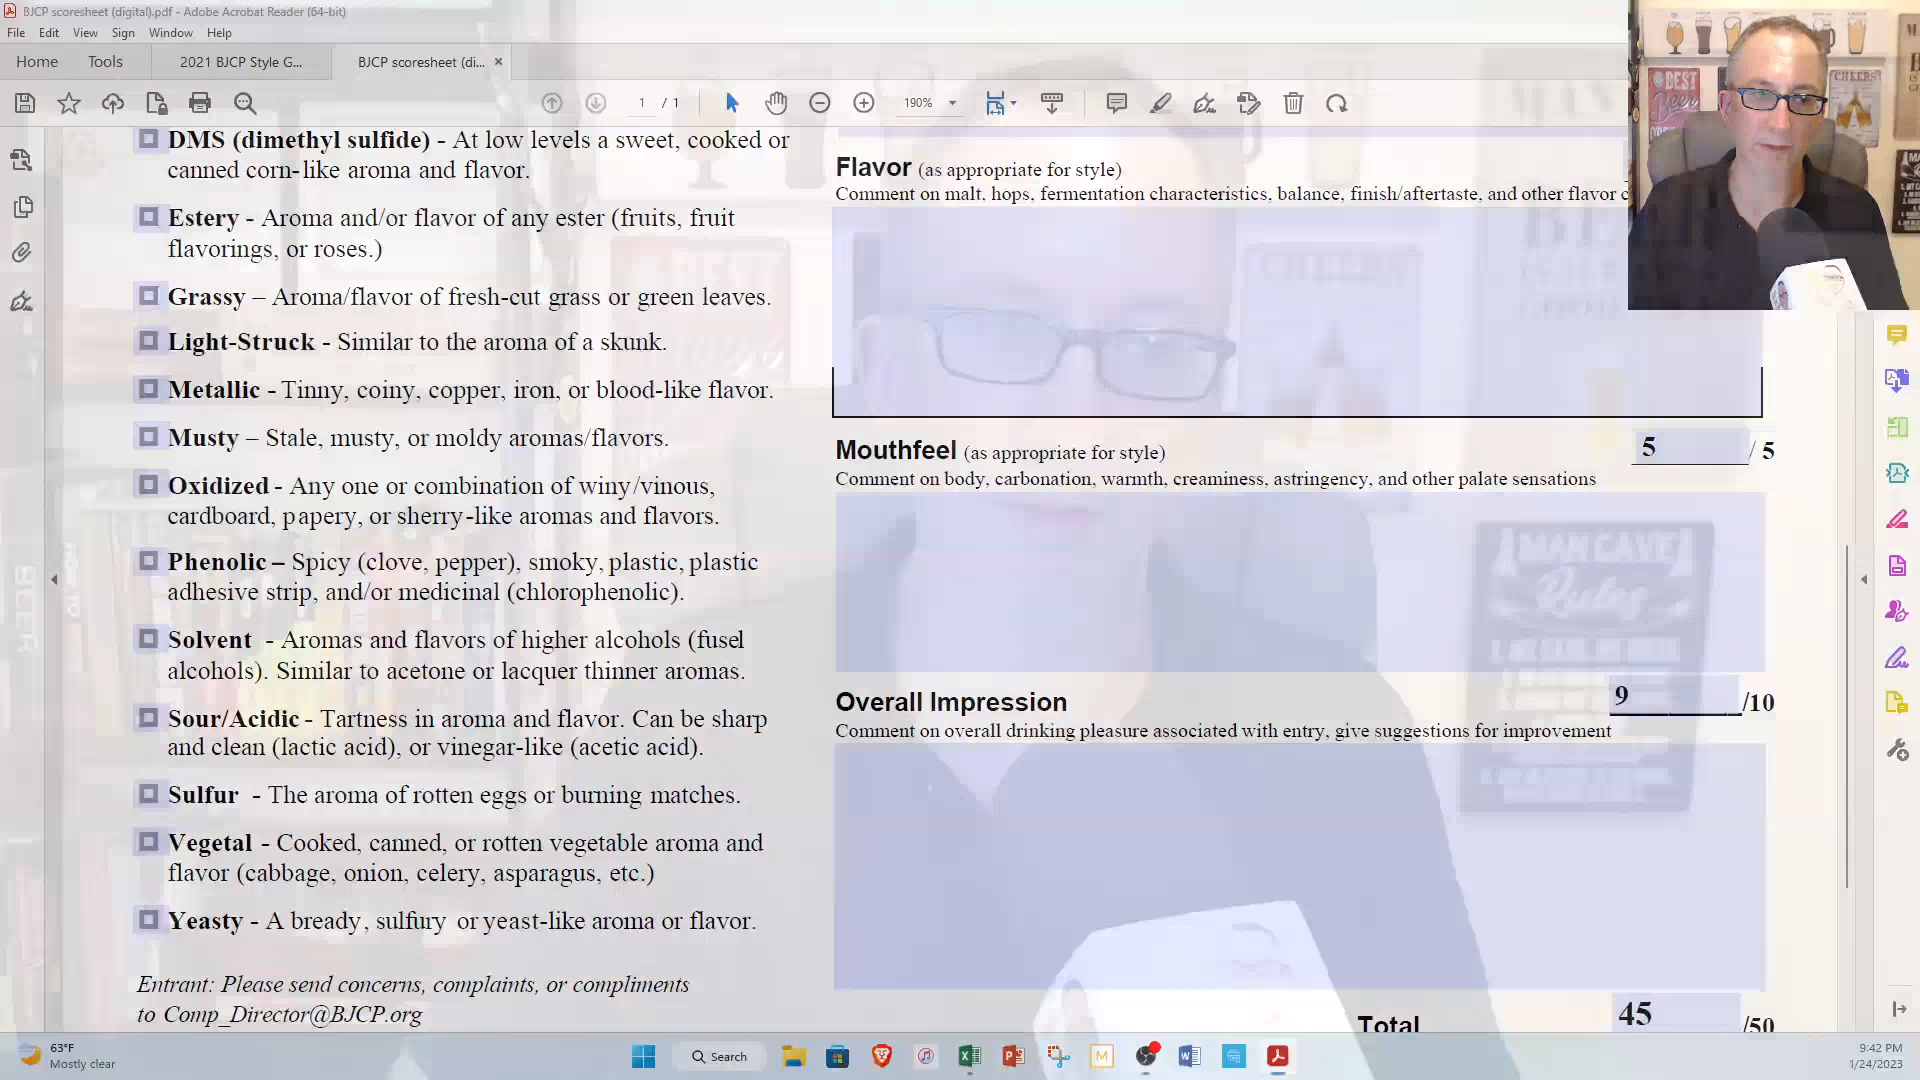 BJCP scoresheet (digital).pdf - Adobe Acrobat Reader (64-bit)
File Edit View Sign Window Help
Home Tools 2021 BJCP Style G... BJCP scoresheet (di... ×
1 / 1 190%
DMS (dimethyl sulfide) - At low levels a sweet, cooked or
canned corn-like aroma and flavor.
Estery - Aroma and/or flavor of any ester (fruits, fruit
flavorings, or roses.)
Grassy – Aroma/flavor of fresh-cut grass or green leaves.
Light-Struck - Similar to the aroma of a skunk.
Metallic - Tinny, coiny, copper, iron, or blood-like flavor.
Musty – Stale, musty, or moldy aromas/flavors.
Oxidized - Any one or combination of winy/vinous,
cardboard, papery, or sherry-like aromas and flavors.
Phenolic – Spicy (clove, pepper), smoky, plastic, plastic
adhesive strip, and/or medicinal (chlorophenolic).
Solvent - Aromas and flavors of higher alcohols (fusel
alcohols). Similar to acetone or lacquer thinner aromas.
Sour/Acidic - Tartness in aroma and flavor. Can be sharp
and clean (lactic acid), or vinegar-like (acetic acid).
Sulfur - The aroma of rotten eggs or burning matches.
Vegetal - Cooked, canned, or rotten vegetable aroma and
flavor (cabbage, onion, celery, asparagus, etc.)
Yeasty - A bready, sulfury or yeast-like aroma or flavor.
Entrant: Please send concerns, complaints, or compliments
to Comp_Director@BJCP.org
Flavor (as appropriate for style)
Comment on malt, hops, fermentation characteristics, balance, finish/aftertaste, and other flavor c
Mouthfeel (as appropriate for style) 5 / 5
Comment on body, carbonation, warmth, creaminess, astringency, and other palate sensations
Overall Impression 9 /10
Comment on overall drinking pleasure associated with entry, give suggestions for improvement
Total 45 /50
BEST
Beer
CHEERS
CHEERS
MAN CAVE
Rules
BEER
63°F
Mostly clear
Search
9:42 PM
1/24/2023